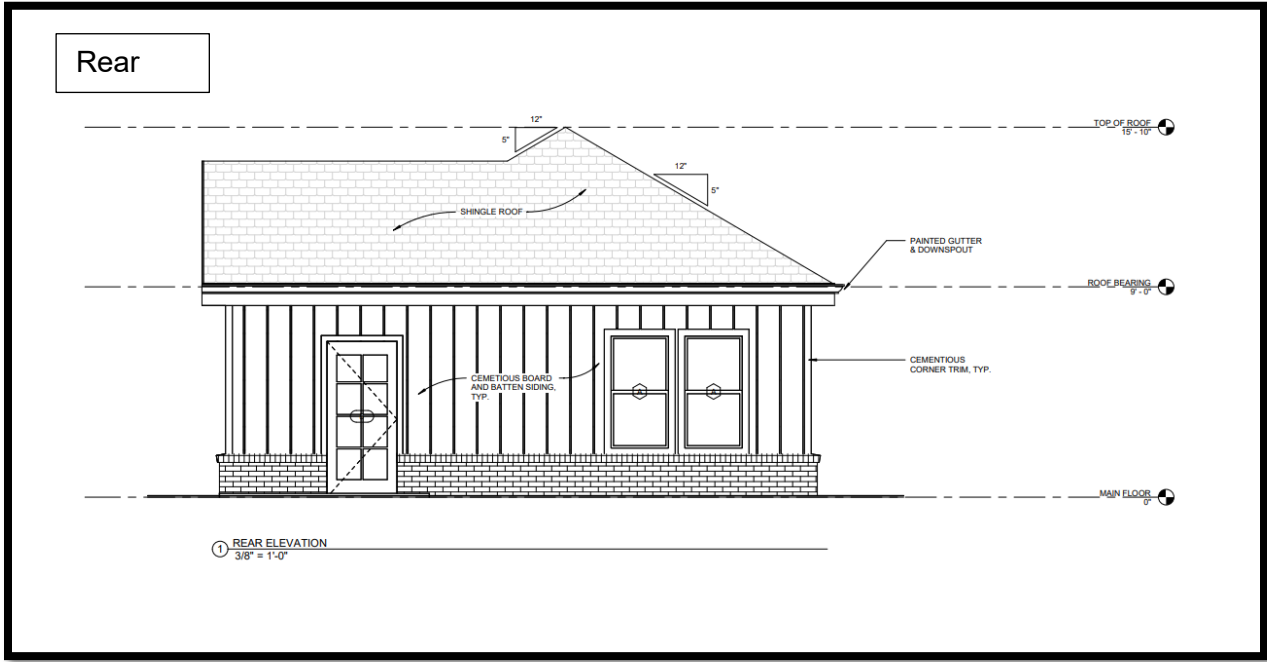 Rear
12"
5"
TOP OF ROOF
15' - 10"
12"
5"
SHINGLE ROOF
PAINTED GUTTER
& DOWNSPOUT
ROOF BEARING
9' - 0"
CEMENTIOUS
CORNER TRIM, TYP.
CEMETIOUS BOARD
AND BATTEN SIDING,
TYP.
A
A
MAIN FLOOR
0"
1
REAR ELEVATION
3/8" = 1'-0"